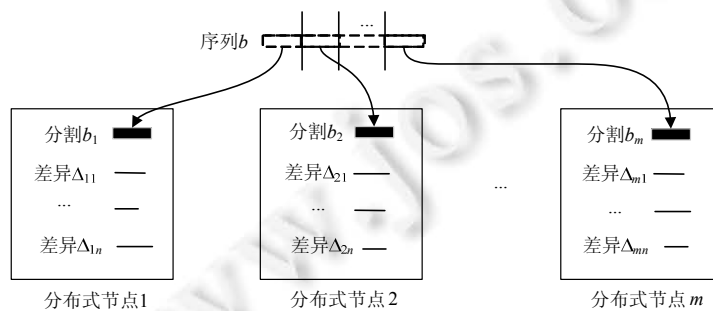 ...
序列b
分割b₁ 分割b₂ 分割bₘ
差异Δ₁₁ 差异Δ₂₁ 差异Δₘ₁
... ... ... ...
差异Δ₁ₙ 差异Δ₂ₙ 差异Δₘₙ
分布式节点1 分布式节点2 分布式节点m
www.jos.o